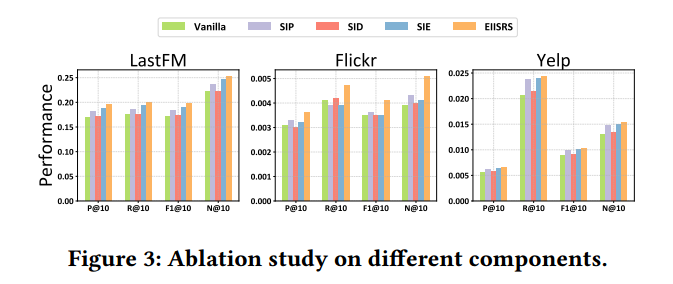 Vanilla SIP SID SIE EIISRS
LastFM Flickr Yelp
Performance
0.25
0.20
0.15
0.10
0.05
0.00
P@10 R@10 F1@10 N@10
0.005
0.004
0.003
0.002
0.001
0.000
P@10 R@10 F1@10 N@10
0.025
0.020
0.015
0.010
0.005
0.000
P@10 R@10 F1@10 N@10
Figure 3: Ablation study on different components.